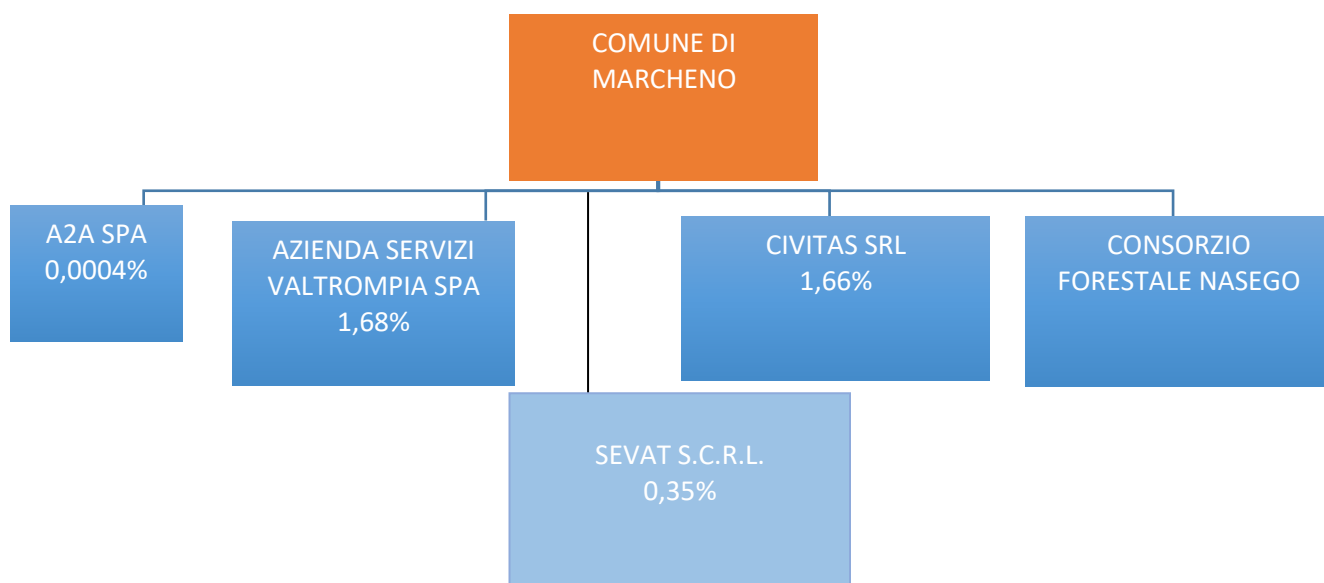 COMUNE DI
MARCHENO
A2A SPA
0,0004%
AZIENDA SERVIZI
VALTROMPIA SPA
1,68%
CIVITAS SRL
1,66%
CONSORZIO
FORESTALE NASEGO
SEVAT S.C.R.L.
0,35%